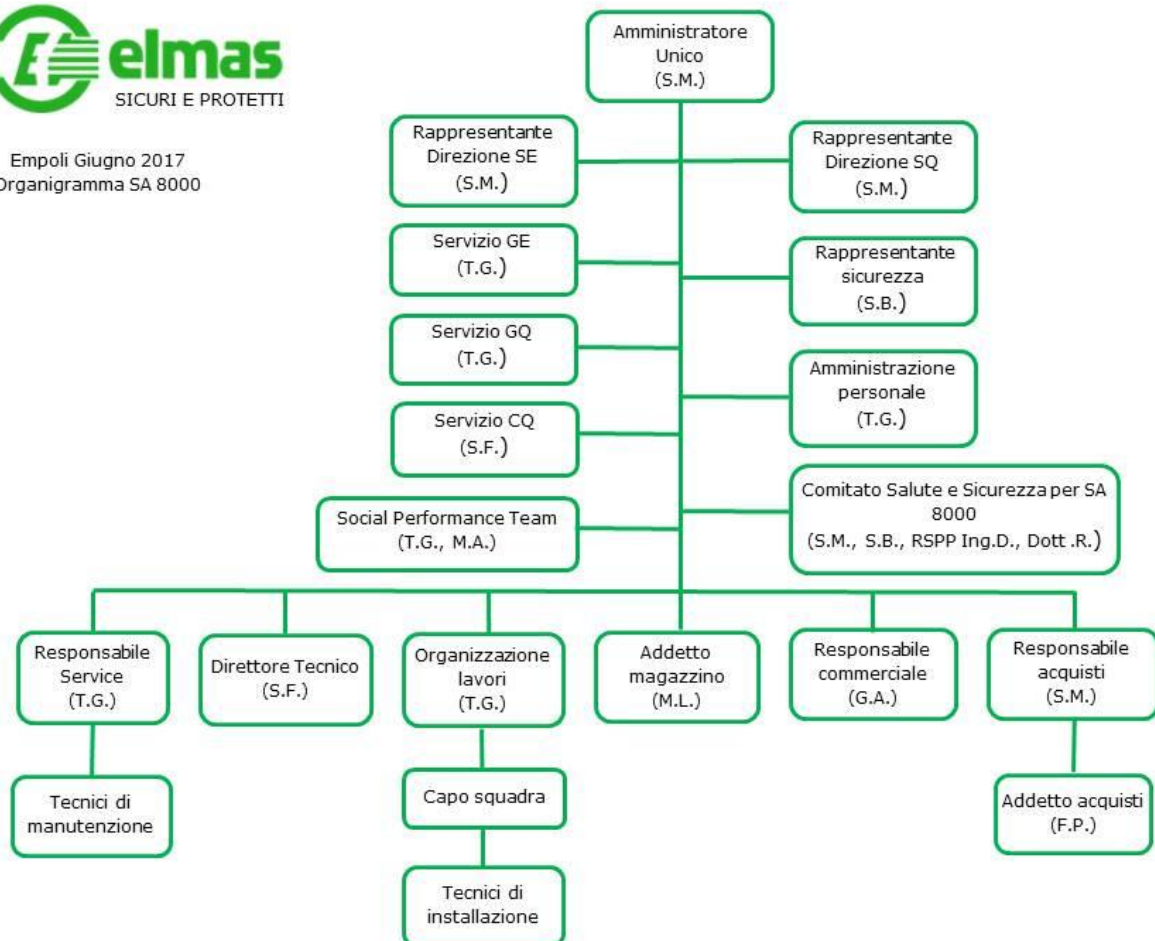 elmas
SICURI E PROTETTI
Empoli Giugno 2017
Organigramma SA 8000
Amministratore
Unico
(S.M.)
Rappresentante
Direzione SE
(S.M.)
Rappresentante
Direzione SQ
(S.M.)
Servizio GE
(T.G.)
Rappresentante
sicurezza
(S.B.)
Servizio GQ
(T.G.)
Amministrazione
personale
(T.G.)
Servizio CQ
(S.F.)
Social Performance Team
(T.G., M.A.)
Comitato Salute e Sicurezza per SA
8000
(S.M., S.B., RSPP Ing.D., Dott .R.)
Responsabile
Service
(T.G.)
Direttore Tecnico
(S.F.)
Organizzazione
lavori
(T.G.)
Addetto
magazzino
(M.L.)
Responsabile
commerciale
(G.A.)
Responsabile
acquisti
(S.M.)
Tecnici di
manutenzione
Capo squadra
Addetto acquisti
(F.P.)
Tecnici di
installazione